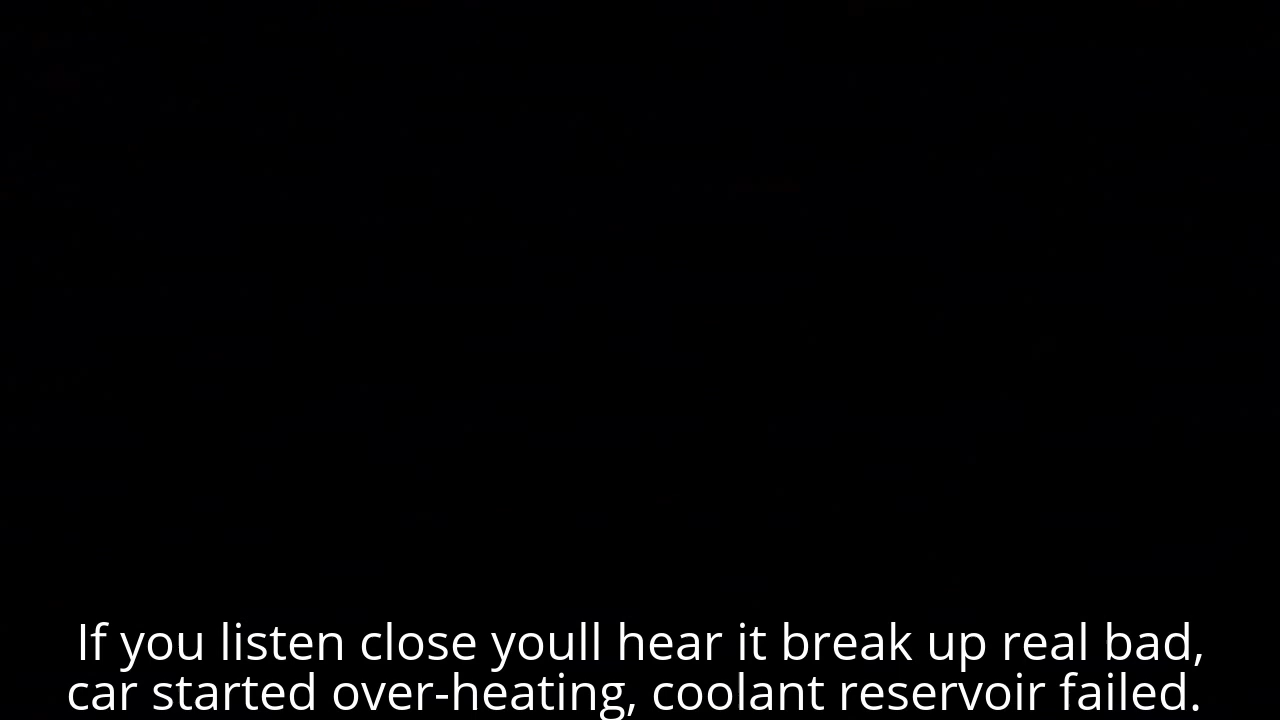 If you listen close youll hear it break up real bad,
car started over-heating, coolant reservoir failed.